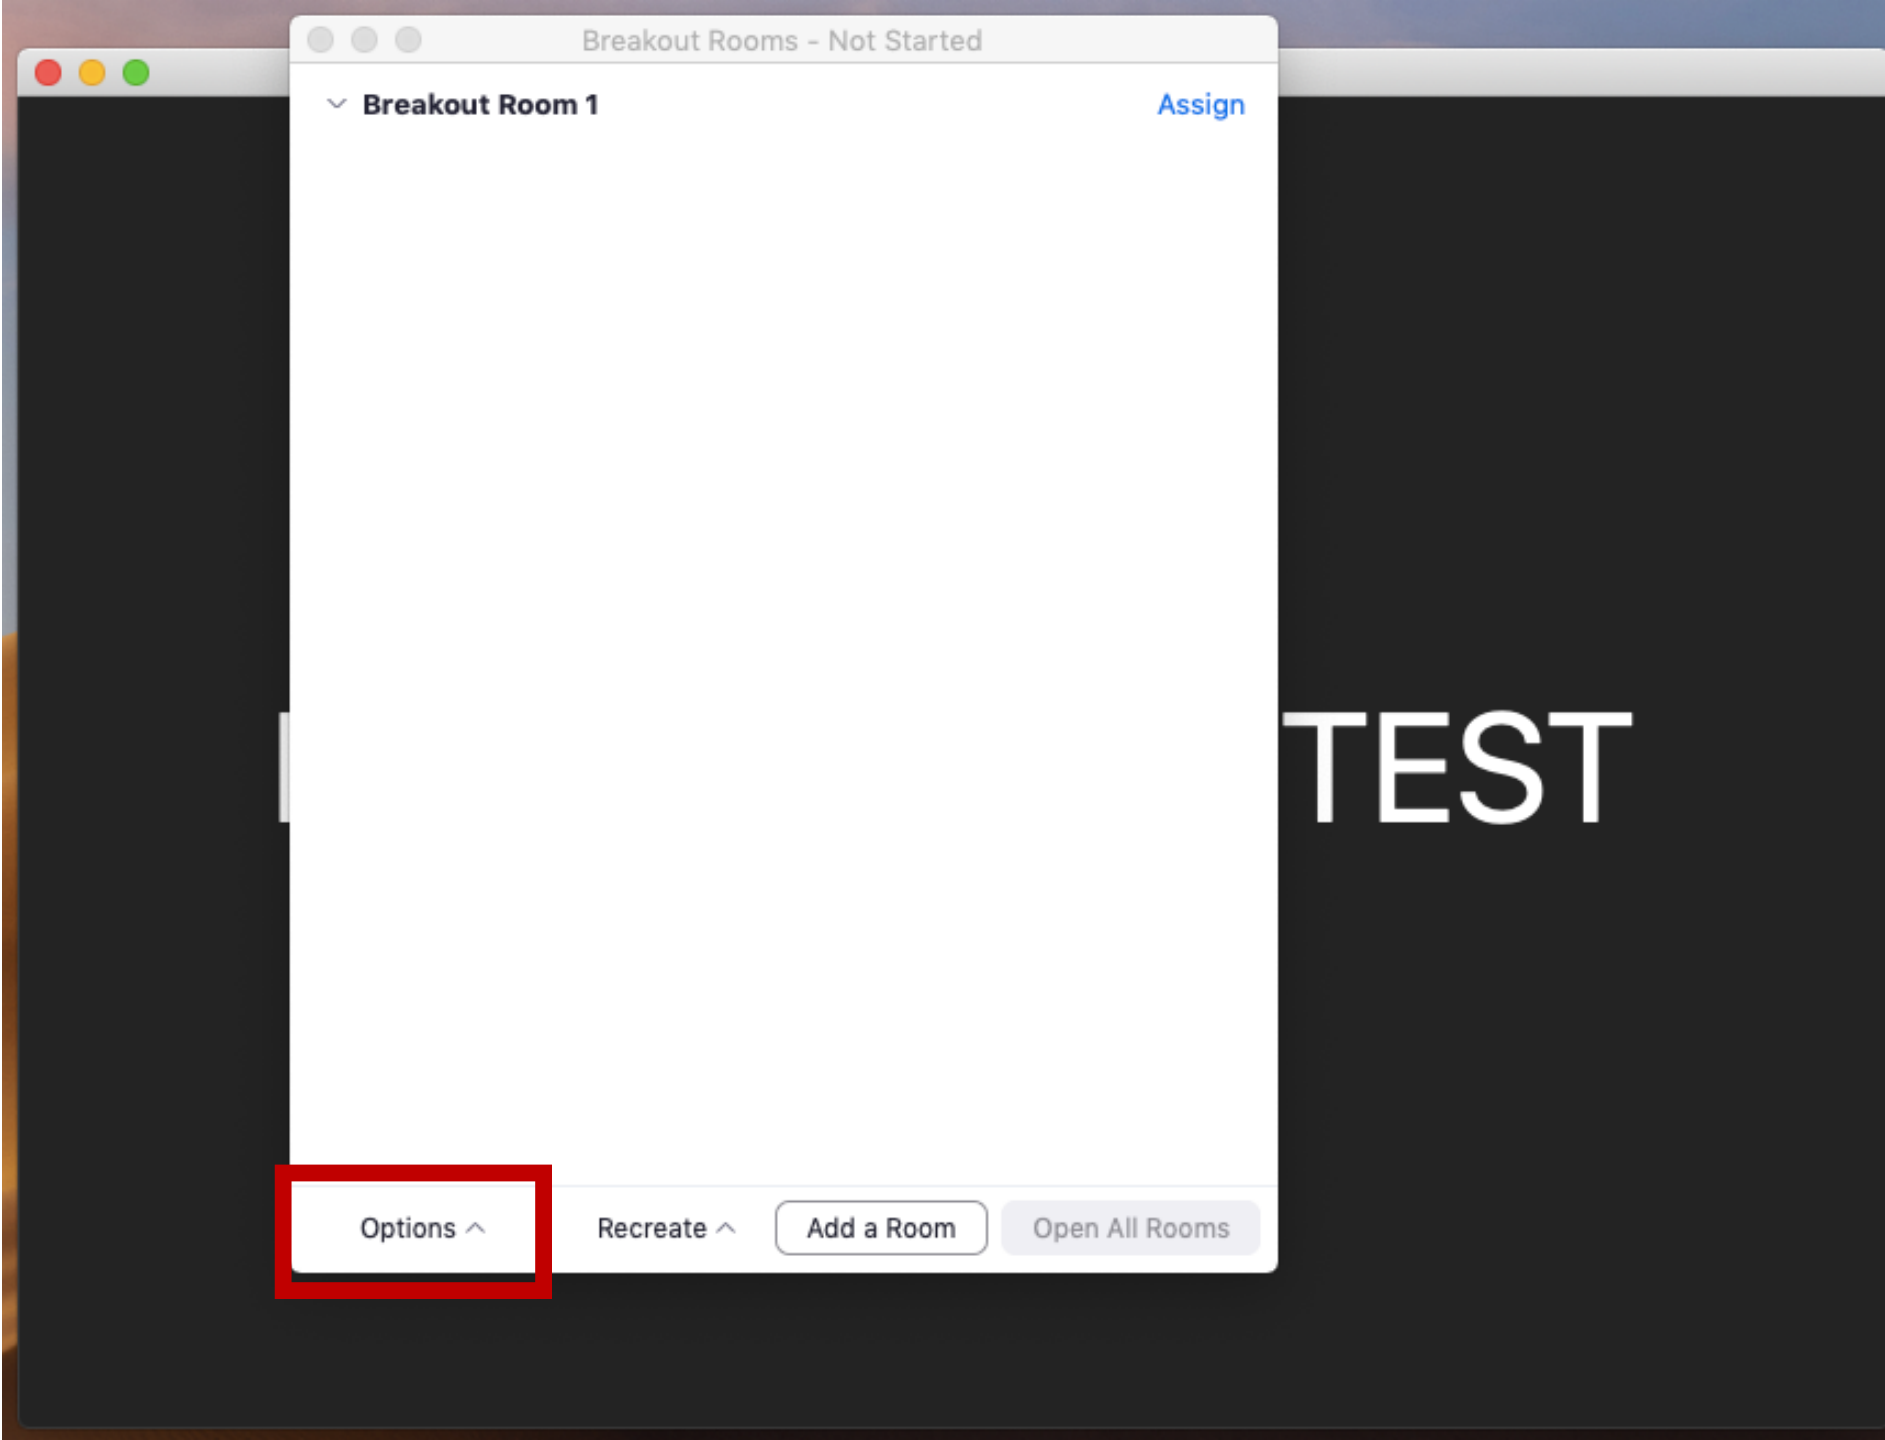 Breakout Rooms - Not Started
Breakout Room 1 Assign
TEST
Options Recreate Add a Room Open All Rooms